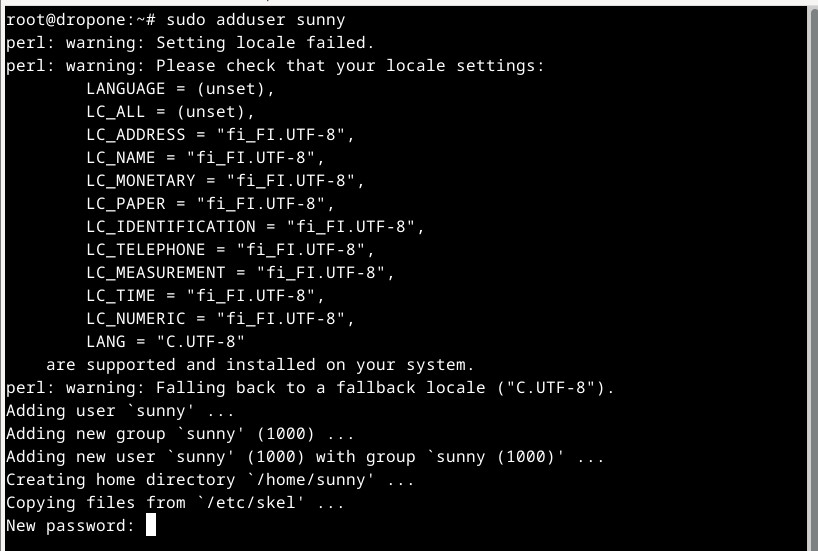 root@dropone:~# sudo adduser sunny
perl: warning: Setting locale failed.
perl: warning: Please check that your locale settings:
        LANGUAGE = (unset),
        LC_ALL = (unset),
        LC_ADDRESS = "fi_FI.UTF-8",
        LC_NAME = "fi_FI.UTF-8",
        LC_MONETARY = "fi_FI.UTF-8",
        LC_PAPER = "fi_FI.UTF-8",
        LC_IDENTIFICATION = "fi_FI.UTF-8",
        LC_TELEPHONE = "fi_FI.UTF-8",
        LC_MEASUREMENT = "fi_FI.UTF-8",
        LC_TIME = "fi_FI.UTF-8",
        LC_NUMERIC = "fi_FI.UTF-8",
        LANG = "C.UTF-8"
    are supported and installed on your system.
perl: warning: Falling back to a fallback locale ("C.UTF-8").
Adding user `sunny' ...
Adding new group `sunny' (1000) ...
Adding new user `sunny' (1000) with group `sunny (1000)' ...
Creating home directory `/home/sunny' ...
Copying files from `/etc/skel' ...
New password: